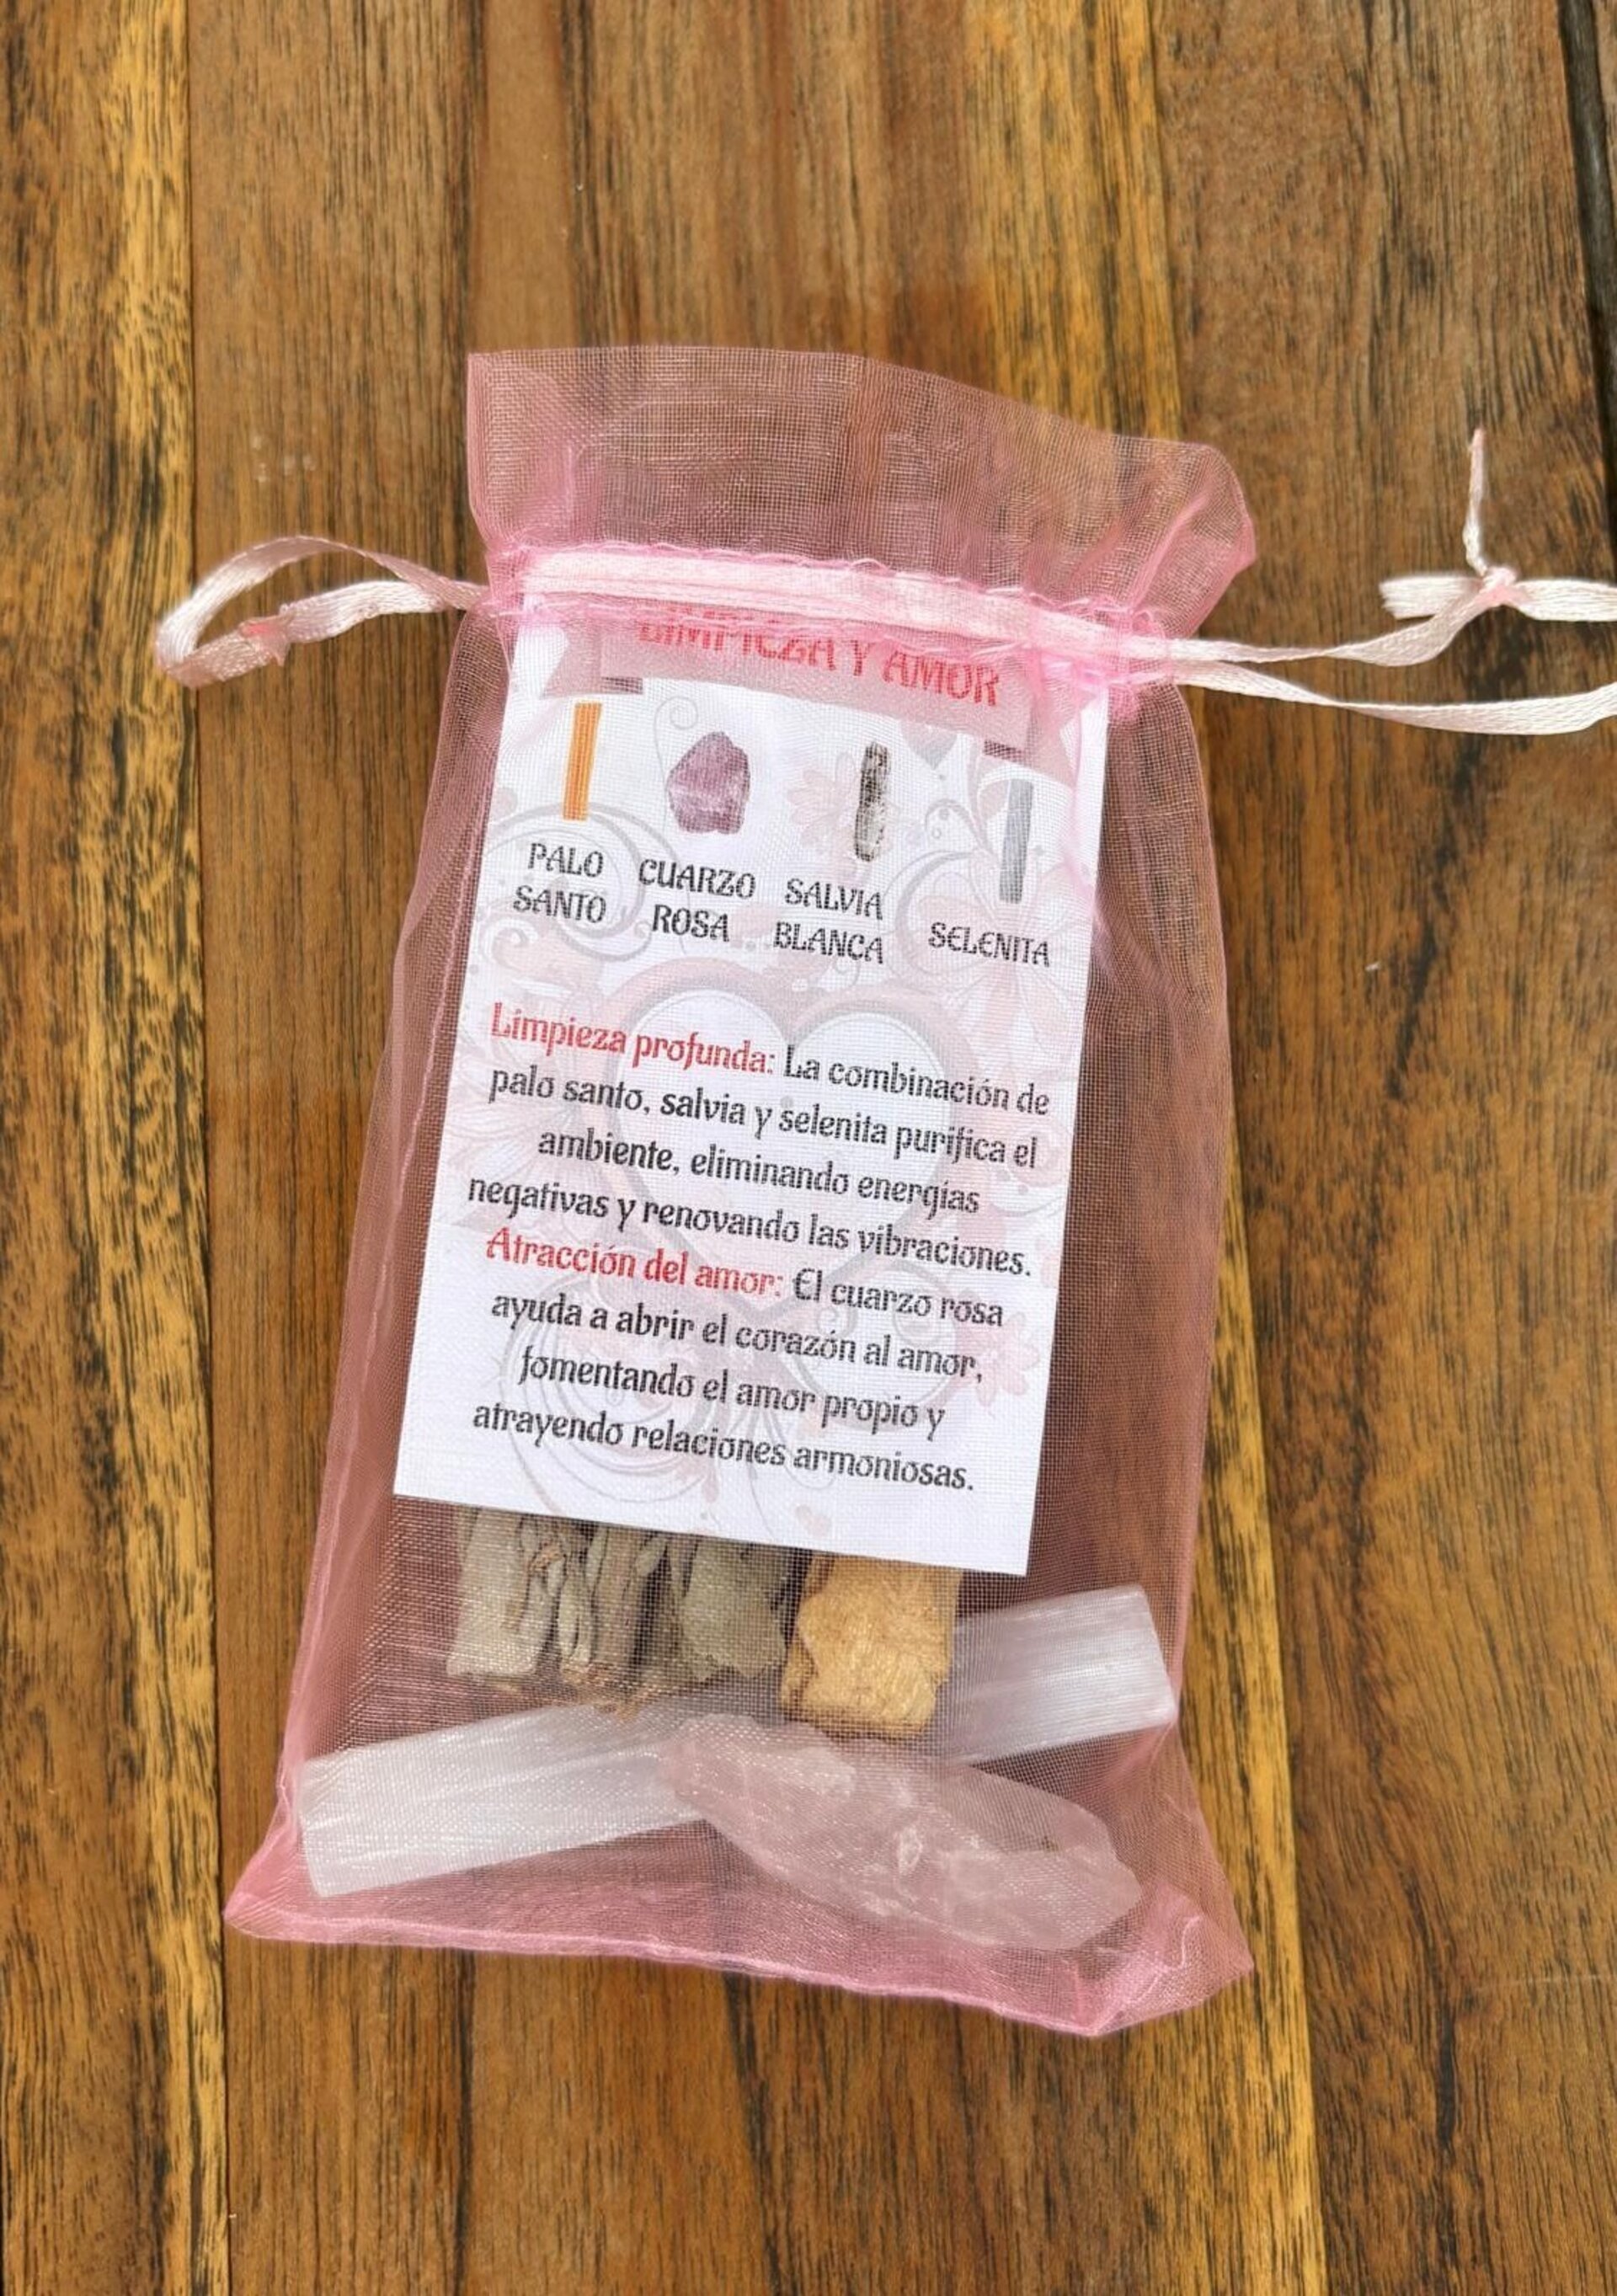 LIMPIEZA Y AMOR
PALO SANTO
CUARZO ROSA
SALVIA BLANCA
SELENITA
Limpieza profunda: La combinación de
palo santo, salvia y selenita purifica el
ambiente, eliminando energías
negativas y renovando las vibraciones.
Atracción del amor: El cuarzo rosa
ayuda a abrir el corazón al amor,
fomentando el amor propio y
atrayendo relaciones armoniosas.